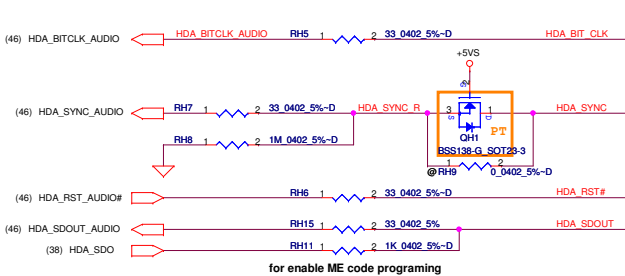 (46) HDA_BITCLK_AUDIO HDA_BITCLK_AUDIO RH5 1 2 33_0402_5%~D HDA_BIT_CLK
+5VS
G 2
(46) HDA_SYNC_AUDIO RH7 1 2 33_0402_5%~D HDA_SYNC_R 3 S 1 D HDA_SYNC
QH1 PT
RH8 1 2 1M_0402_5%~D BSS138-G_SOT23-3
@RH9 1 2 0_0402_5%~D
(46) HDA_RST_AUDIO# RH6 1 2 33_0402_5%~D HDA_RST#
(46) HDA_SDOUT_AUDIO RH15 1 2 33_0402_5% HDA_SDOUT
(38) HDA_SDO RH11 1 2 1K_0402_5%~D
for enable ME code programing